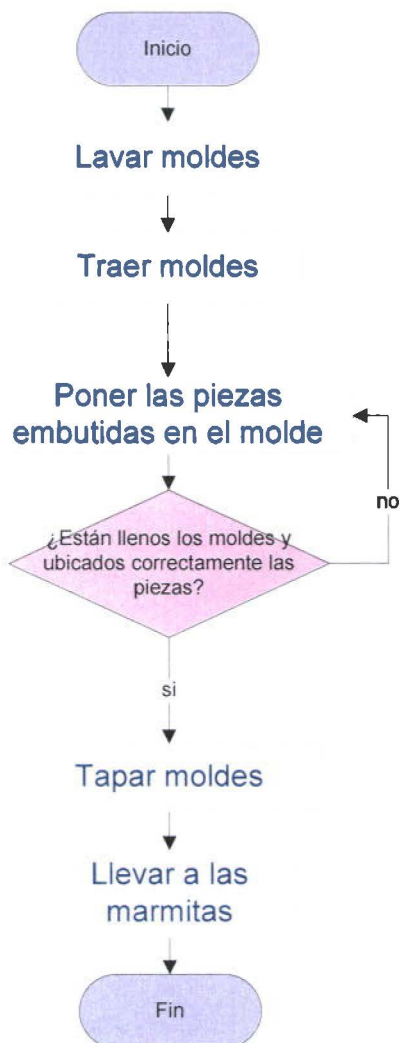 Inicio
Lavar moldes
Traer moldes
Poner las piezas
embutidas en el molde
no
¿Están llenos los moldes y
ubicados correctamente las
piezas?
si
Tapar moldes
Llevar a las
marmitas
Fin